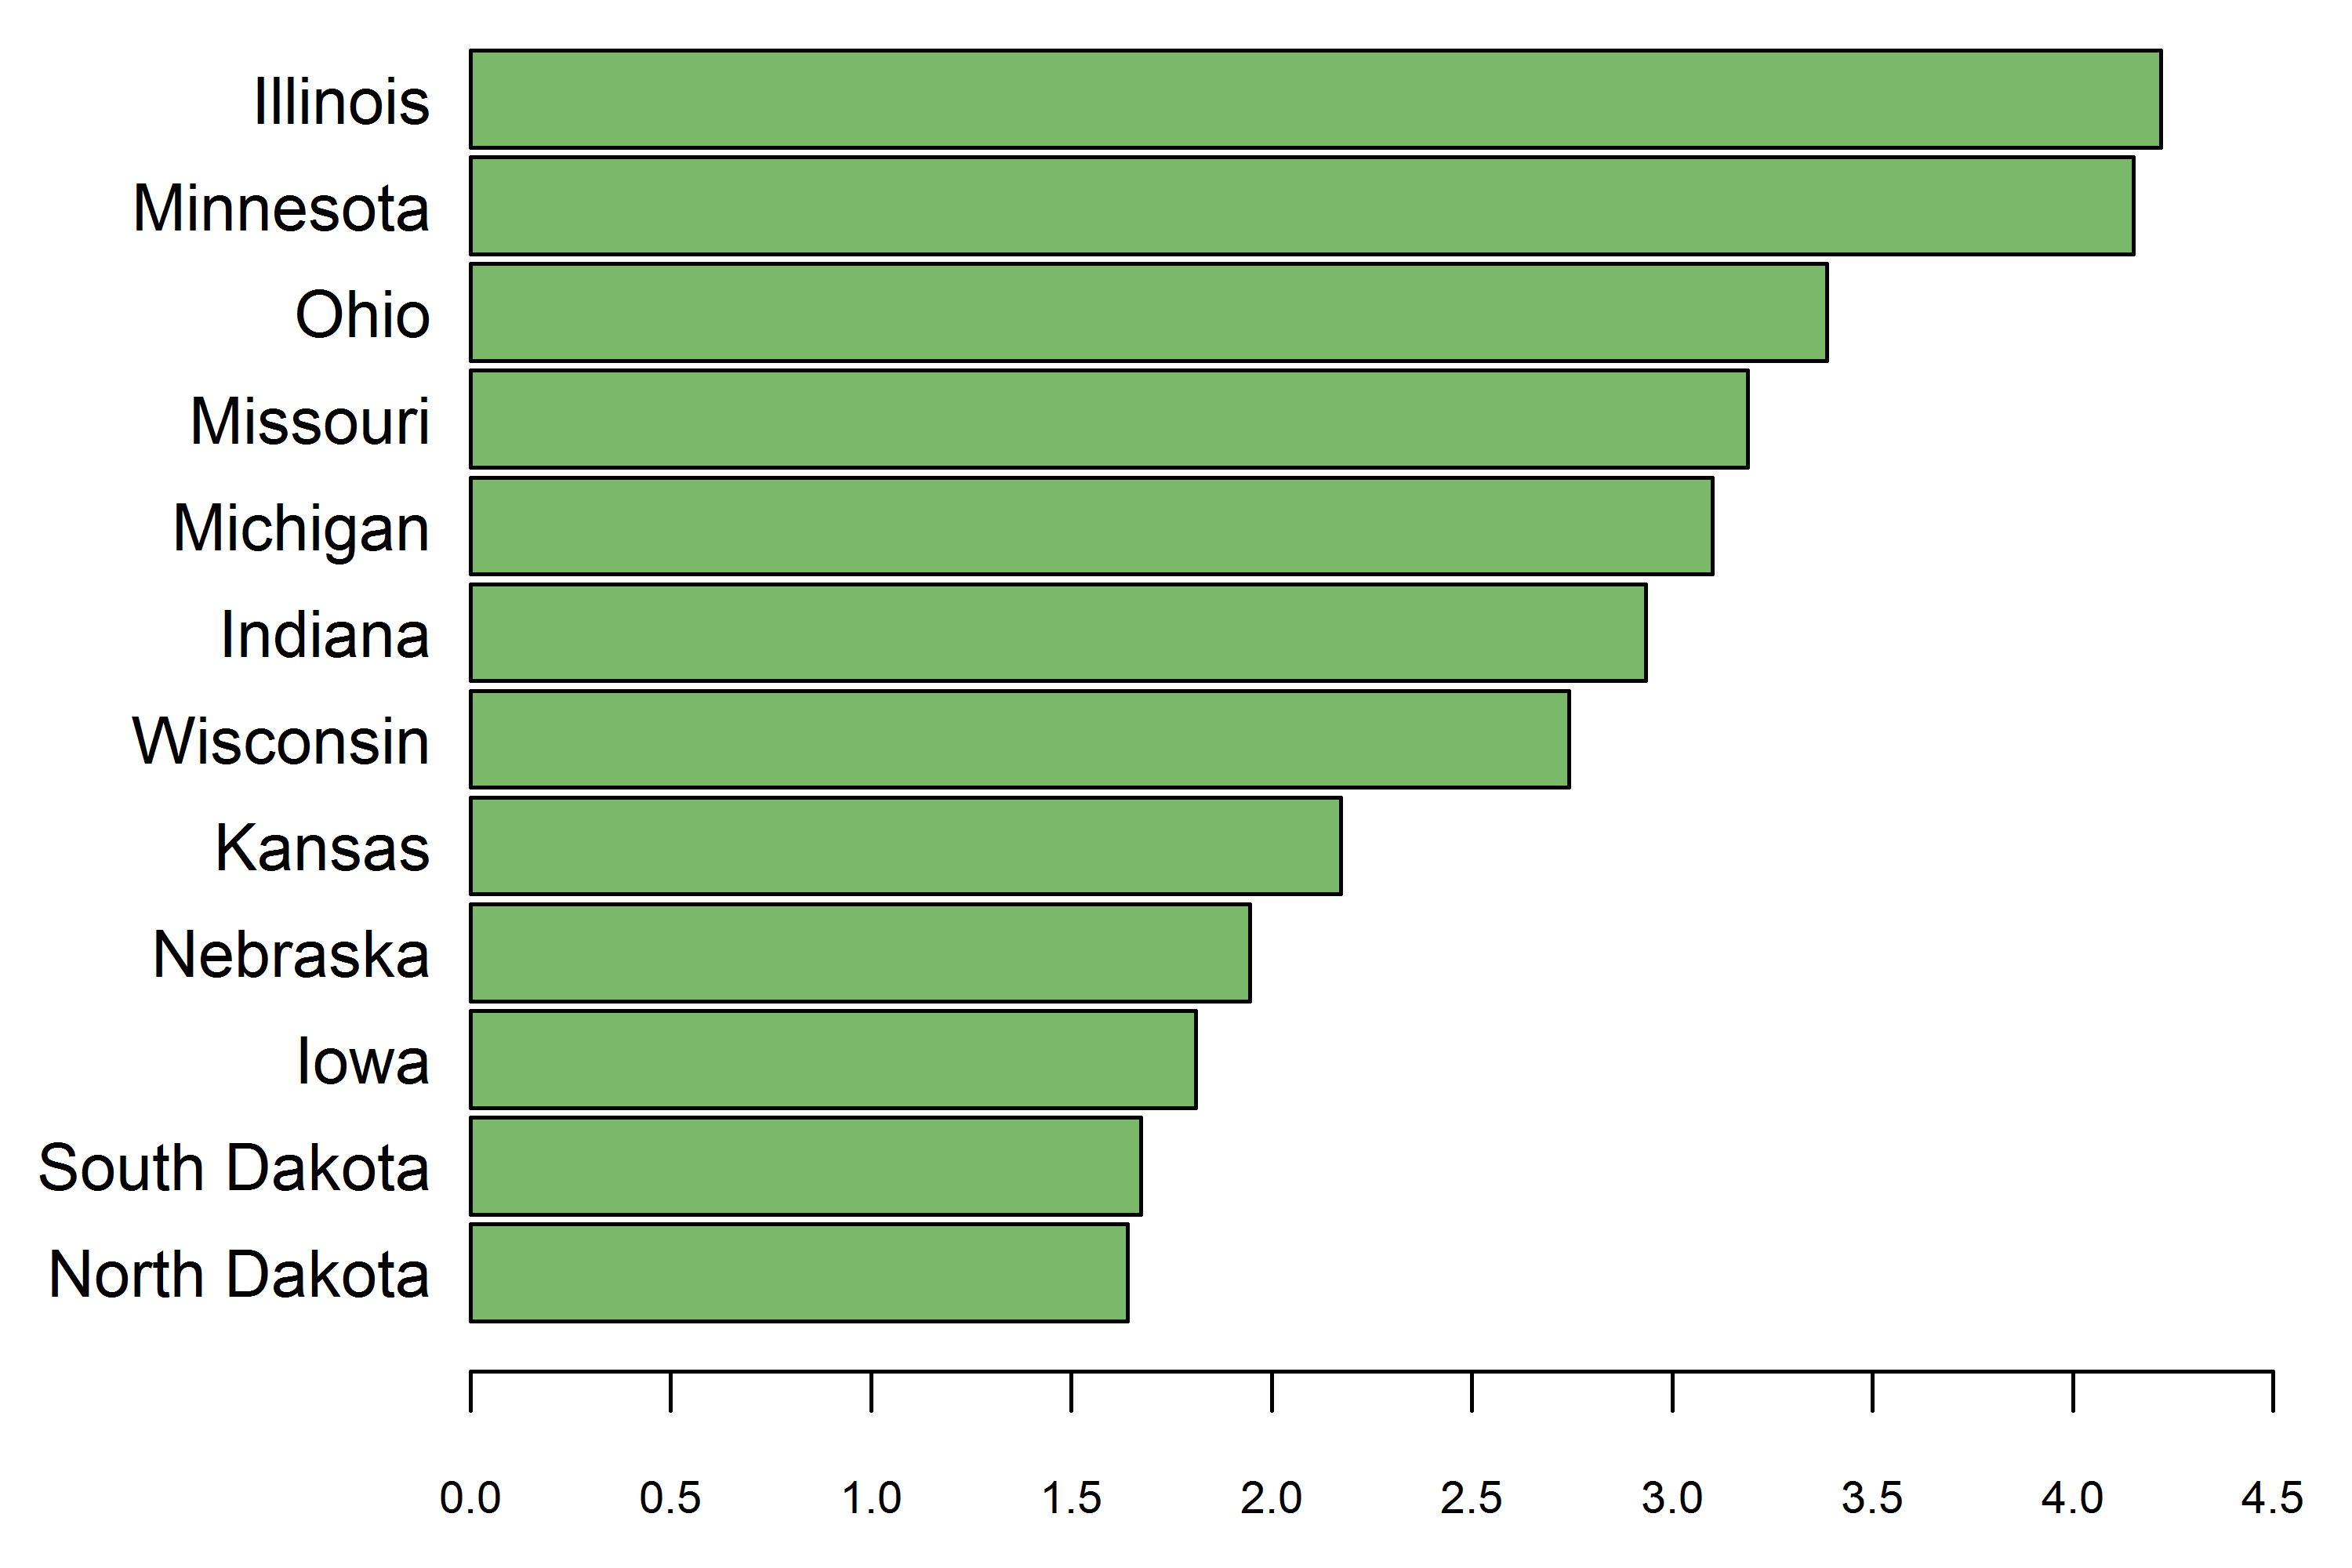 Illinois
Minnesota
Ohio
Missouri
Michigan
Indiana
Wisconsin
Kansas
Nebraska
Iowa
South Dakota
North Dakota
0.0 0.5 1.0 1.5 2.0 2.5 3.0 3.5 4.0 4.5